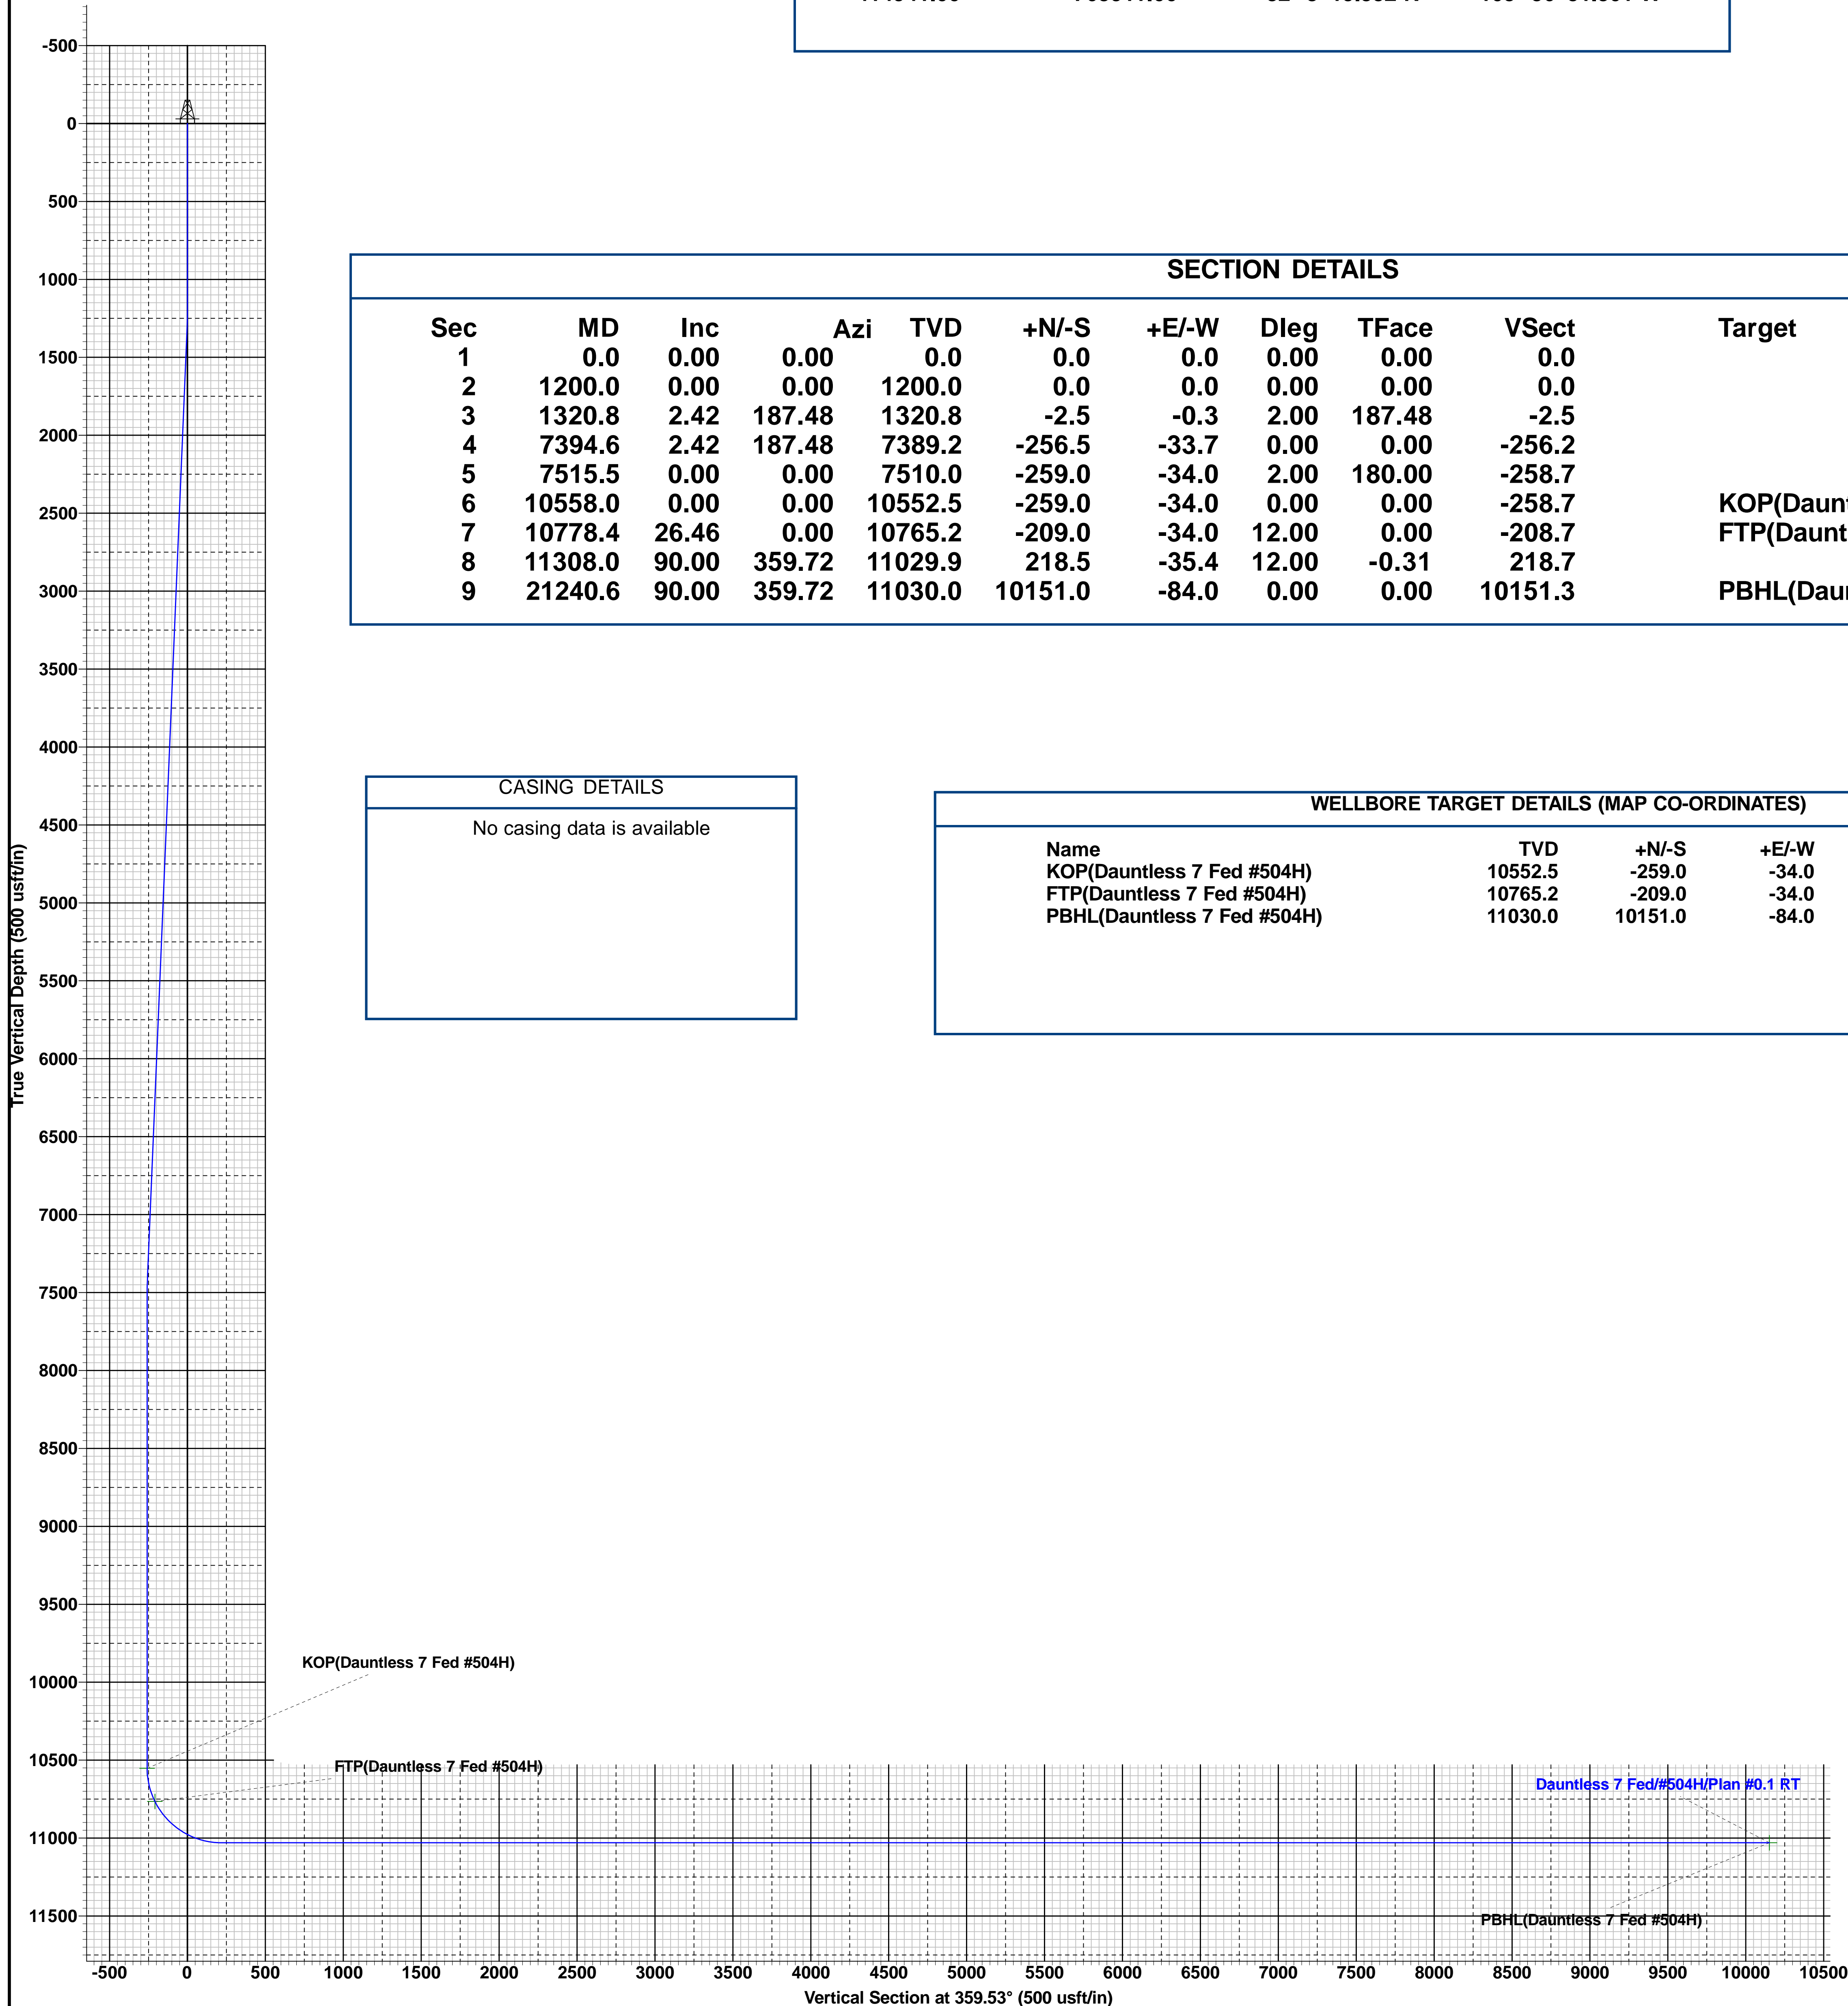 SECTION DETAILS
Sec MD Inc Azi TVD +N/-S +E/-W Dleg TFace VSect Target
1 0.0 0.00 0.00 0.0 0.0 0.0 0.00 0.00 0.0
2 1200.0 0.00 0.00 1200.0 0.0 0.0 0.00 0.00 0.0
3 1320.8 2.42 187.48 1320.8 -2.5 -0.3 2.00 187.48 -2.5
4 7394.6 2.42 187.48 7389.2 -256.5 -33.7 0.00 0.00 -256.2
5 7515.5 0.00 0.00 7510.0 -259.0 -34.0 2.00 180.00 -258.7
6 10558.0 0.00 0.00 10552.5 -259.0 -34.0 0.00 0.00 -258.7 KOP(Daunt
7 10778.4 26.46 0.00 10765.2 -209.0 -34.0 12.00 0.00 -208.7 FTP(Daunt
8 11308.0 90.00 359.72 11029.9 218.5 -35.4 12.00 -0.31 218.7
9 21240.6 90.00 359.72 11030.0 10151.0 -84.0 0.00 0.00 10151.3 PBHL(Dau
CASING DETAILS
No casing data is available
WELLBORE TARGET DETAILS (MAP CO-ORDINATES)
Name TVD +N/-S +E/-W
KOP(Dauntless 7 Fed #504H) 10552.5 -259.0 -34.0
FTP(Dauntless 7 Fed #504H) 10765.2 -209.0 -34.0
PBHL(Dauntless 7 Fed #504H) 11030.0 10151.0 -84.0
True Vertical Depth (500 usft/in)
-500
0
500
1000
1500
2000
2500
3000
3500
4000
4500
5000
5500
6000
6500
7000
7500
8000
8500
9000
9500
10000
10500
11000
11500
KOP(Dauntless 7 Fed #504H)
FTP(Dauntless 7 Fed #504H)
Dauntless 7 Fed/#504H/Plan #0.1 RT
PBHL(Dauntless 7 Fed #504H)
-500 0 500 1000 1500 2000 2500 3000 3500 4000 4500 5000 5500 6000 6500 7000 7500 8000 8500 9000 9500 10000 10500
Vertical Section at 359.53° (500 usft/in)